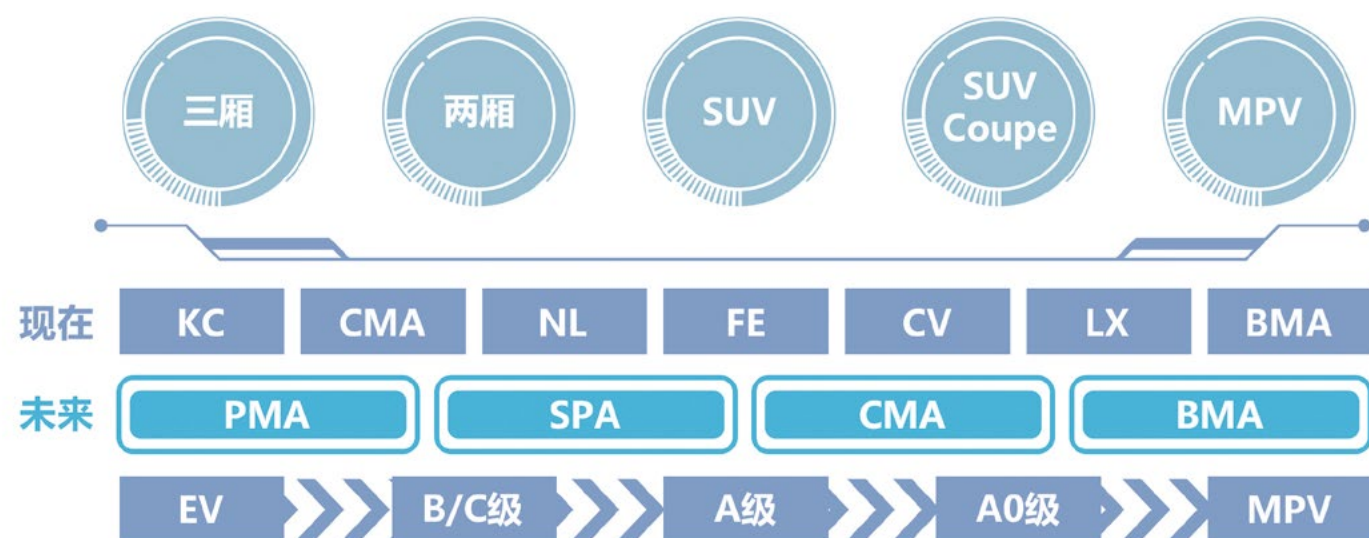 三厢
两厢
SUV
SUV
Coupe
MPV
现在 KC CMA NL FE CV LX BMA
未来 PMA SPA CMA BMA
EV B/C级 A级 A0级 MPV